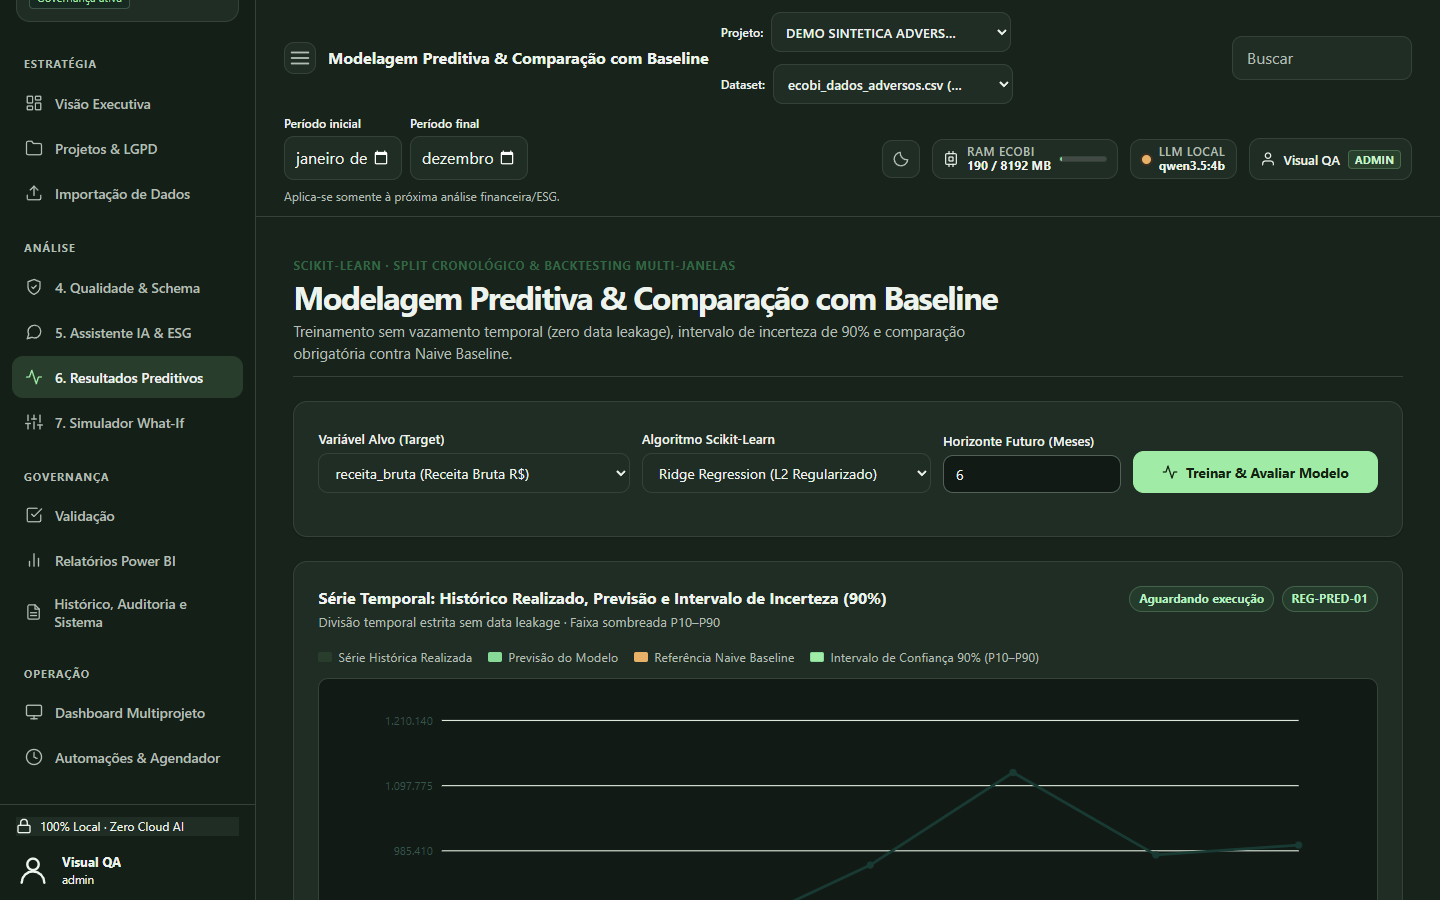 Governança ativa
ESTRATÉGIA
Visão Executiva
Projetos & LGPD
Importação de Dados
ANÁLISE
4. Qualidade & Schema
5. Assistente IA & ESG
6. Resultados Preditivos
7. Simulador What-If
GOVERNANÇA
Validação
Relatórios Power BI
Histórico, Auditoria e
Sistema
OPERAÇÃO
Dashboard Multiprojeto
Automações & Agendador
100% Local · Zero Cloud AI
Visual QA
admin
Modelagem Preditiva & Comparação com Baseline
Projeto: DEMO SINTETICA ADVERS...
Dataset: ecobi_dados_adversos.csv (...
Buscar
Período inicial Período final
janeiro de dezembro
Aplica-se somente à próxima análise financeira/ESG.
RAM ECOBI
190 / 8192 MB
LLM LOCAL
qwen3.5:4b
Visual QA ADMIN
SCIKIT-LEARN · SPLIT CRONOLÓGICO & BACKTESTING MULTI-JANELAS
Modelagem Preditiva & Comparação com Baseline
Treinamento sem vazamento temporal (zero data leakage), intervalo de incerteza de 90% e comparação
obrigatória contra Naive Baseline.
Variável Alvo (Target)
receita_bruta (Receita Bruta R$)
Algoritmo Scikit-Learn
Ridge Regression (L2 Regularizado)
Horizonte Futuro (Meses)
6
Treinar & Avaliar Modelo
Série Temporal: Histórico Realizado, Previsão e Intervalo de Incerteza (90%)
Divisão temporal estrita sem data leakage · Faixa sombreada P10–P90
Aguardando execução REG-PRED-01
Série Histórica Realizada Previsão do Modelo Referência Naive Baseline Intervalo de Confiança 90% (P10–P90)
1.210.140
1.097.775
985.410